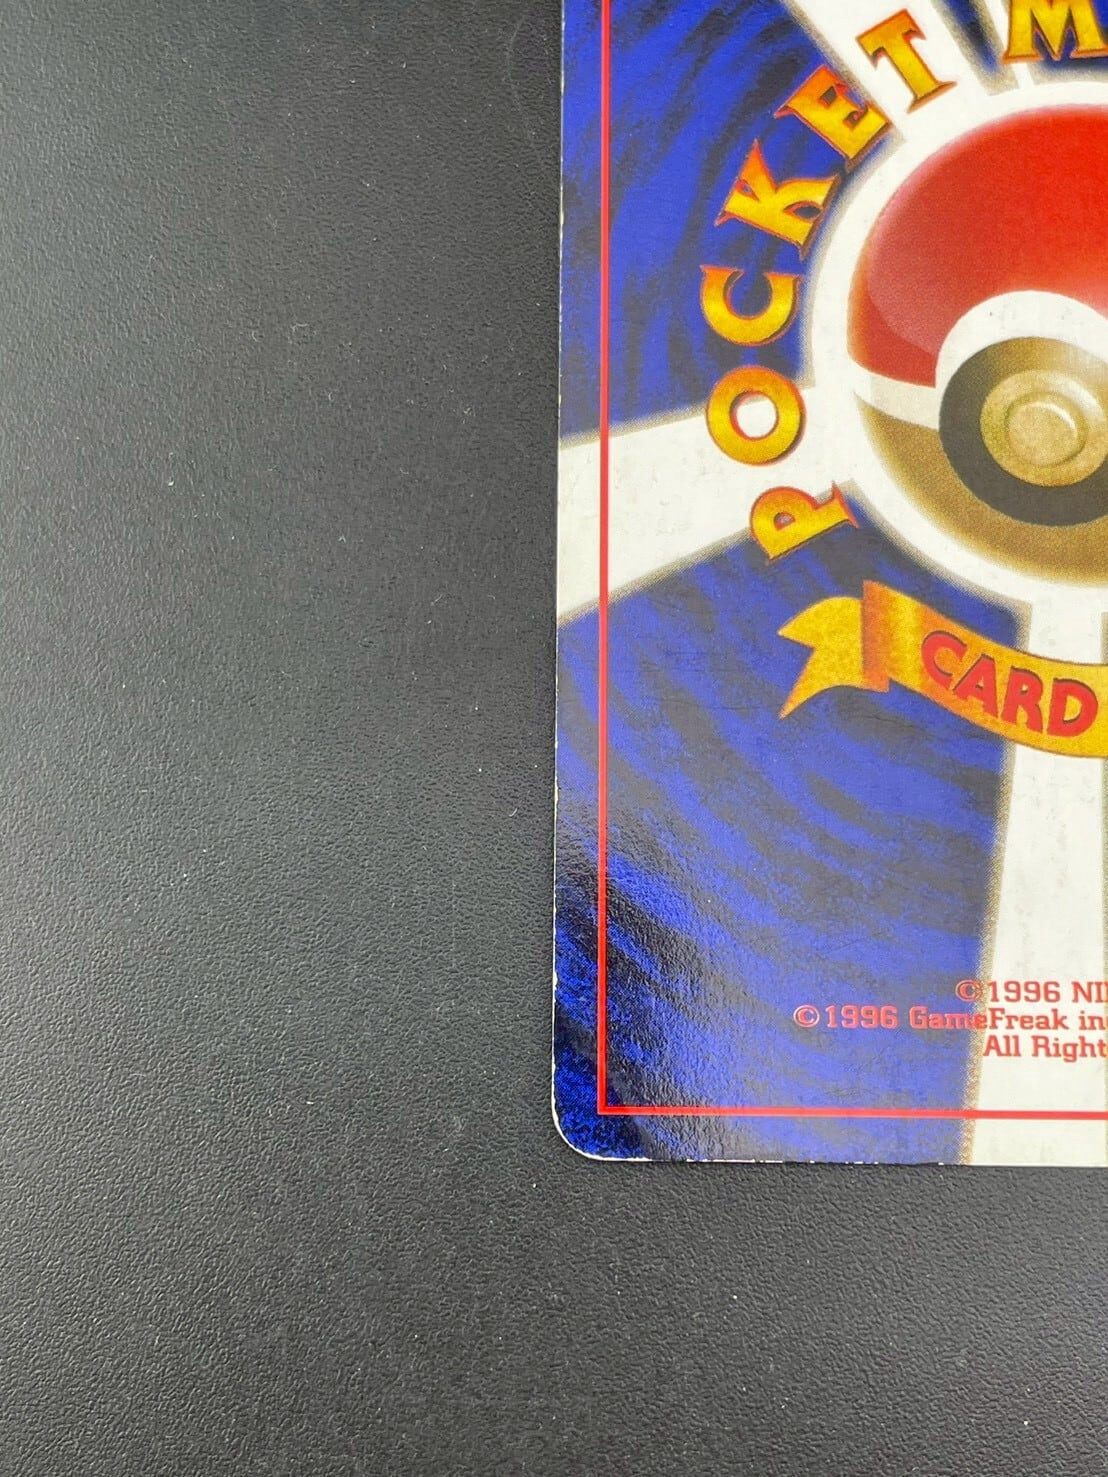 POCKET M
CARD
©1996 NI
©1996 GameFreak in
All Right